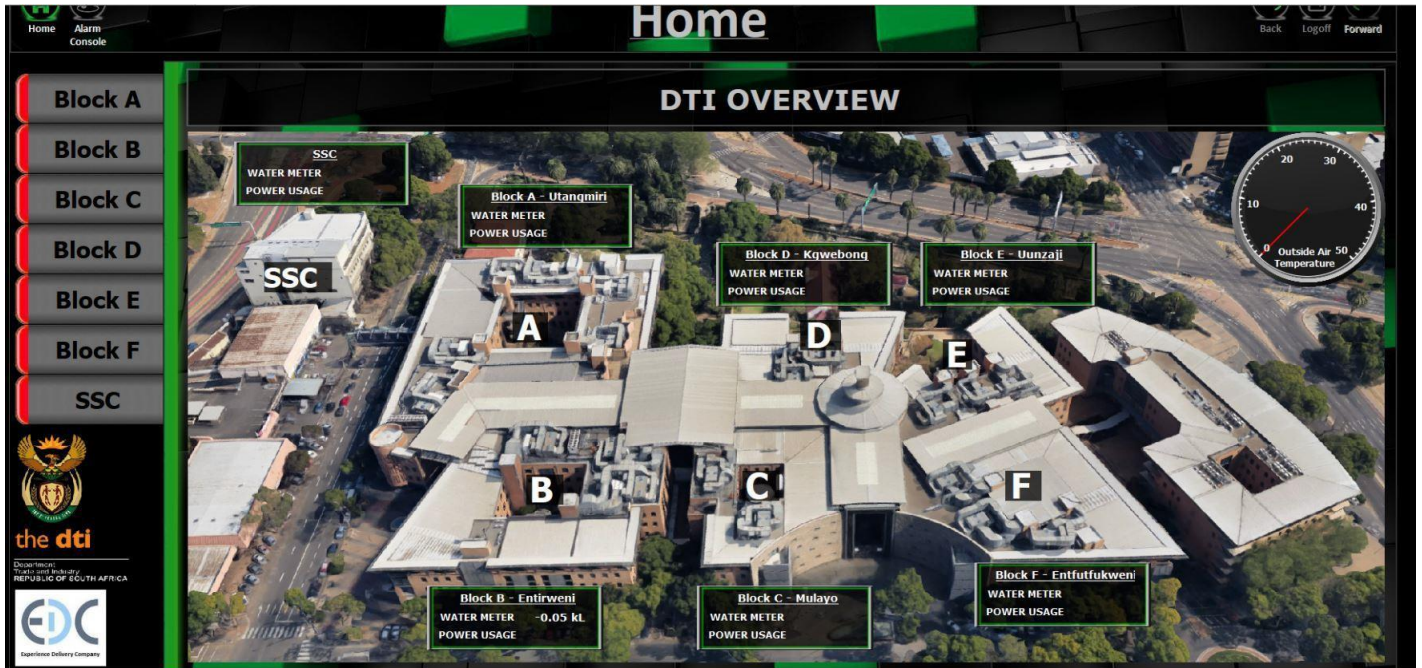 Home
Alarm
Console
Home
Back
Logoff
Forward
Block A
Block B
Block C
Block D
Block E
Block F
SSC
DTI OVERVIEW
SSC
WATER METER
POWER USAGE
Block A - Utangmiri
WATER METER
POWER USAGE
Block D - Kgwebong
WATER METER
POWER USAGE
Block E - Uunzaji
WATER METER
POWER USAGE
0
10
20
30
40
50
Outside Air
Temperature
SSC
A
D
E
B
C
F
Block B - Entirweni
WATER METER -0.05 kL
POWER USAGE
Block C - Mulayo
WATER METER
POWER USAGE
Block F - Entfutfukweni
WATER METER
POWER USAGE
the dti
Department
Trade and Industry
REPUBLIC OF SOUTH AFRICA
EDC
Experience Delivery Company